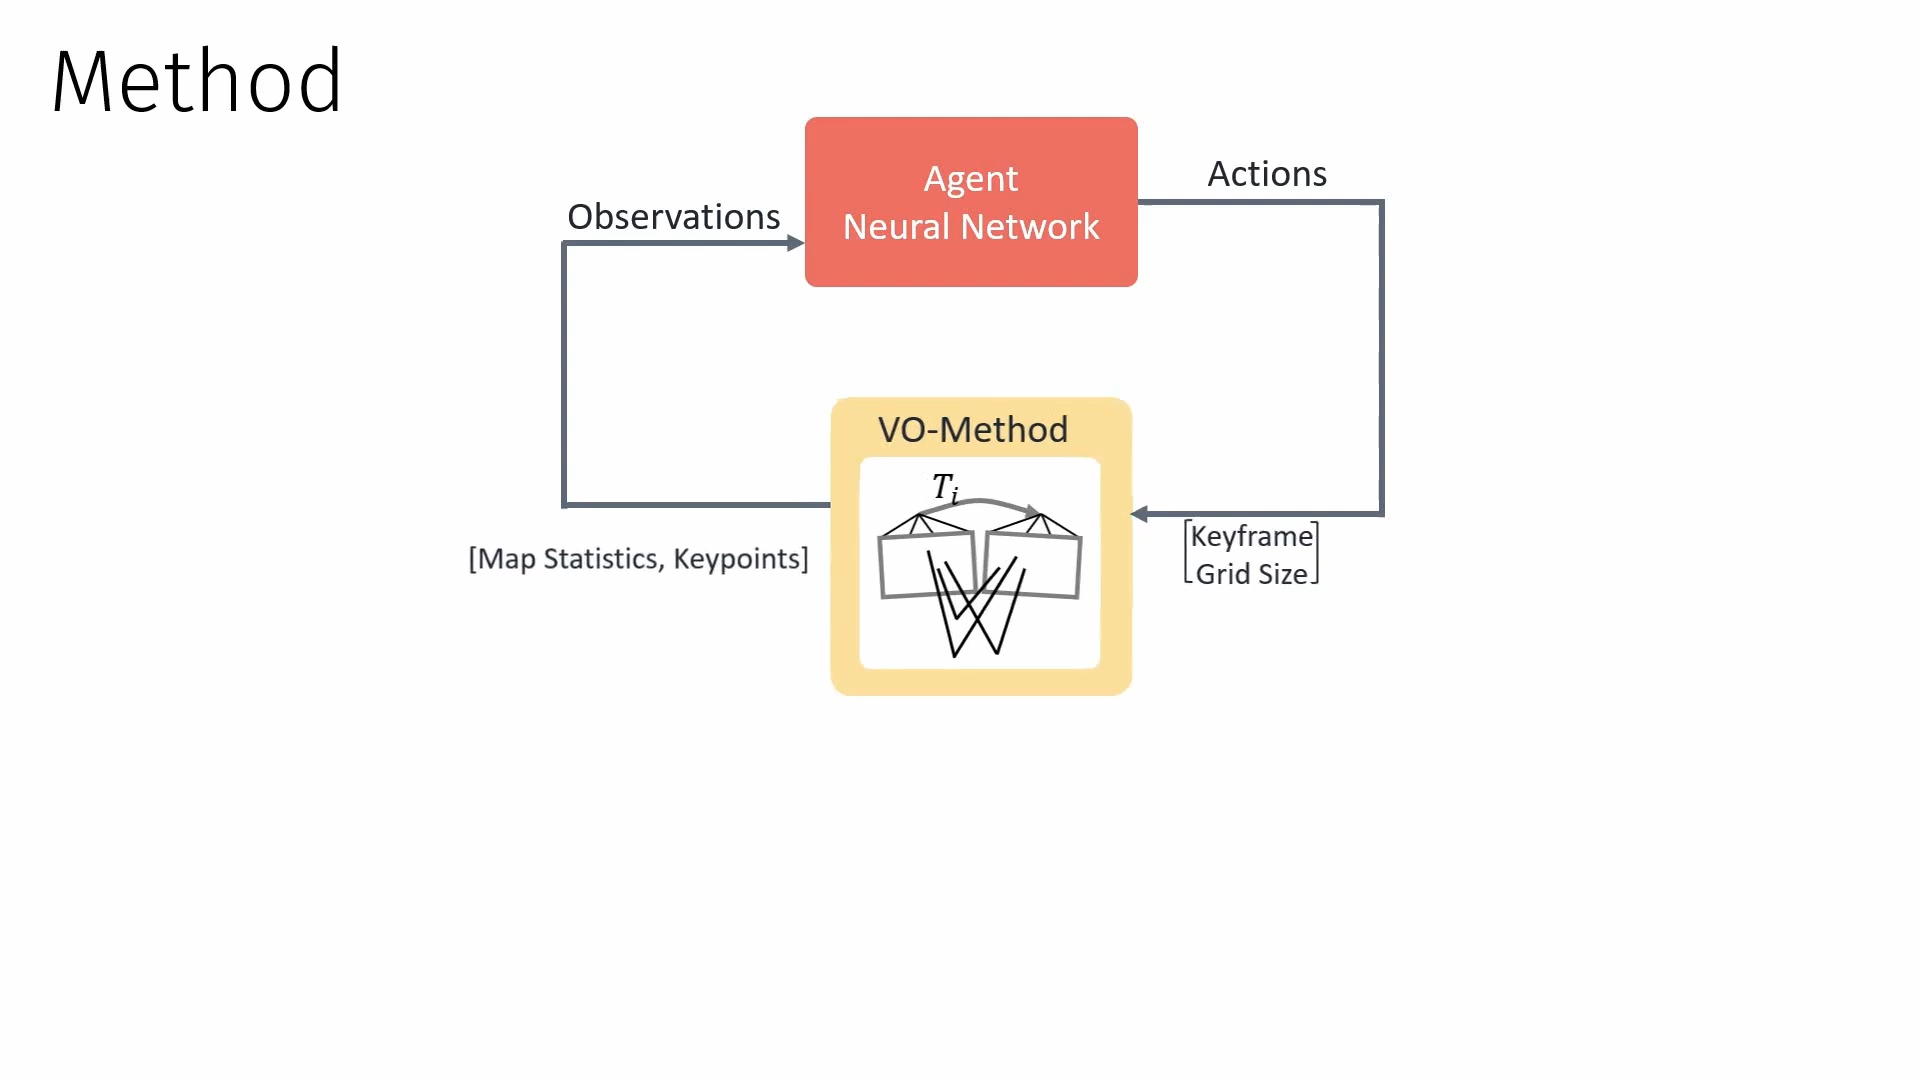 Method
Agent
Neural Network
Actions
Observations
VO-Method
T_i
[Map Statistics, Keypoints]
[Keyframe
Grid Size]